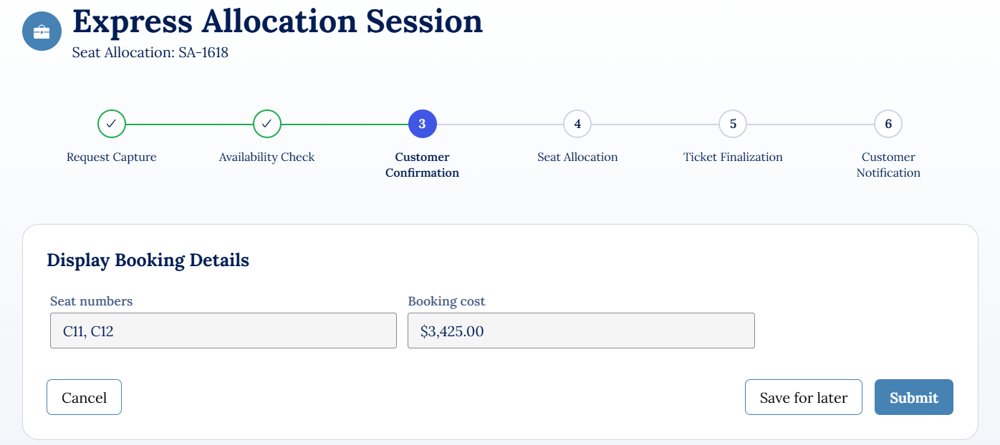 Express Allocation Session
Seat Allocation: SA-1618
3
4
5
6
Request Capture
Availability Check
Customer
Confirmation
Seat Allocation
Ticket Finalization
Customer
Notification
Display Booking Details
Seat numbers
Booking cost
C11, C12
$3,425.00
Cancel
Save for later
Submit